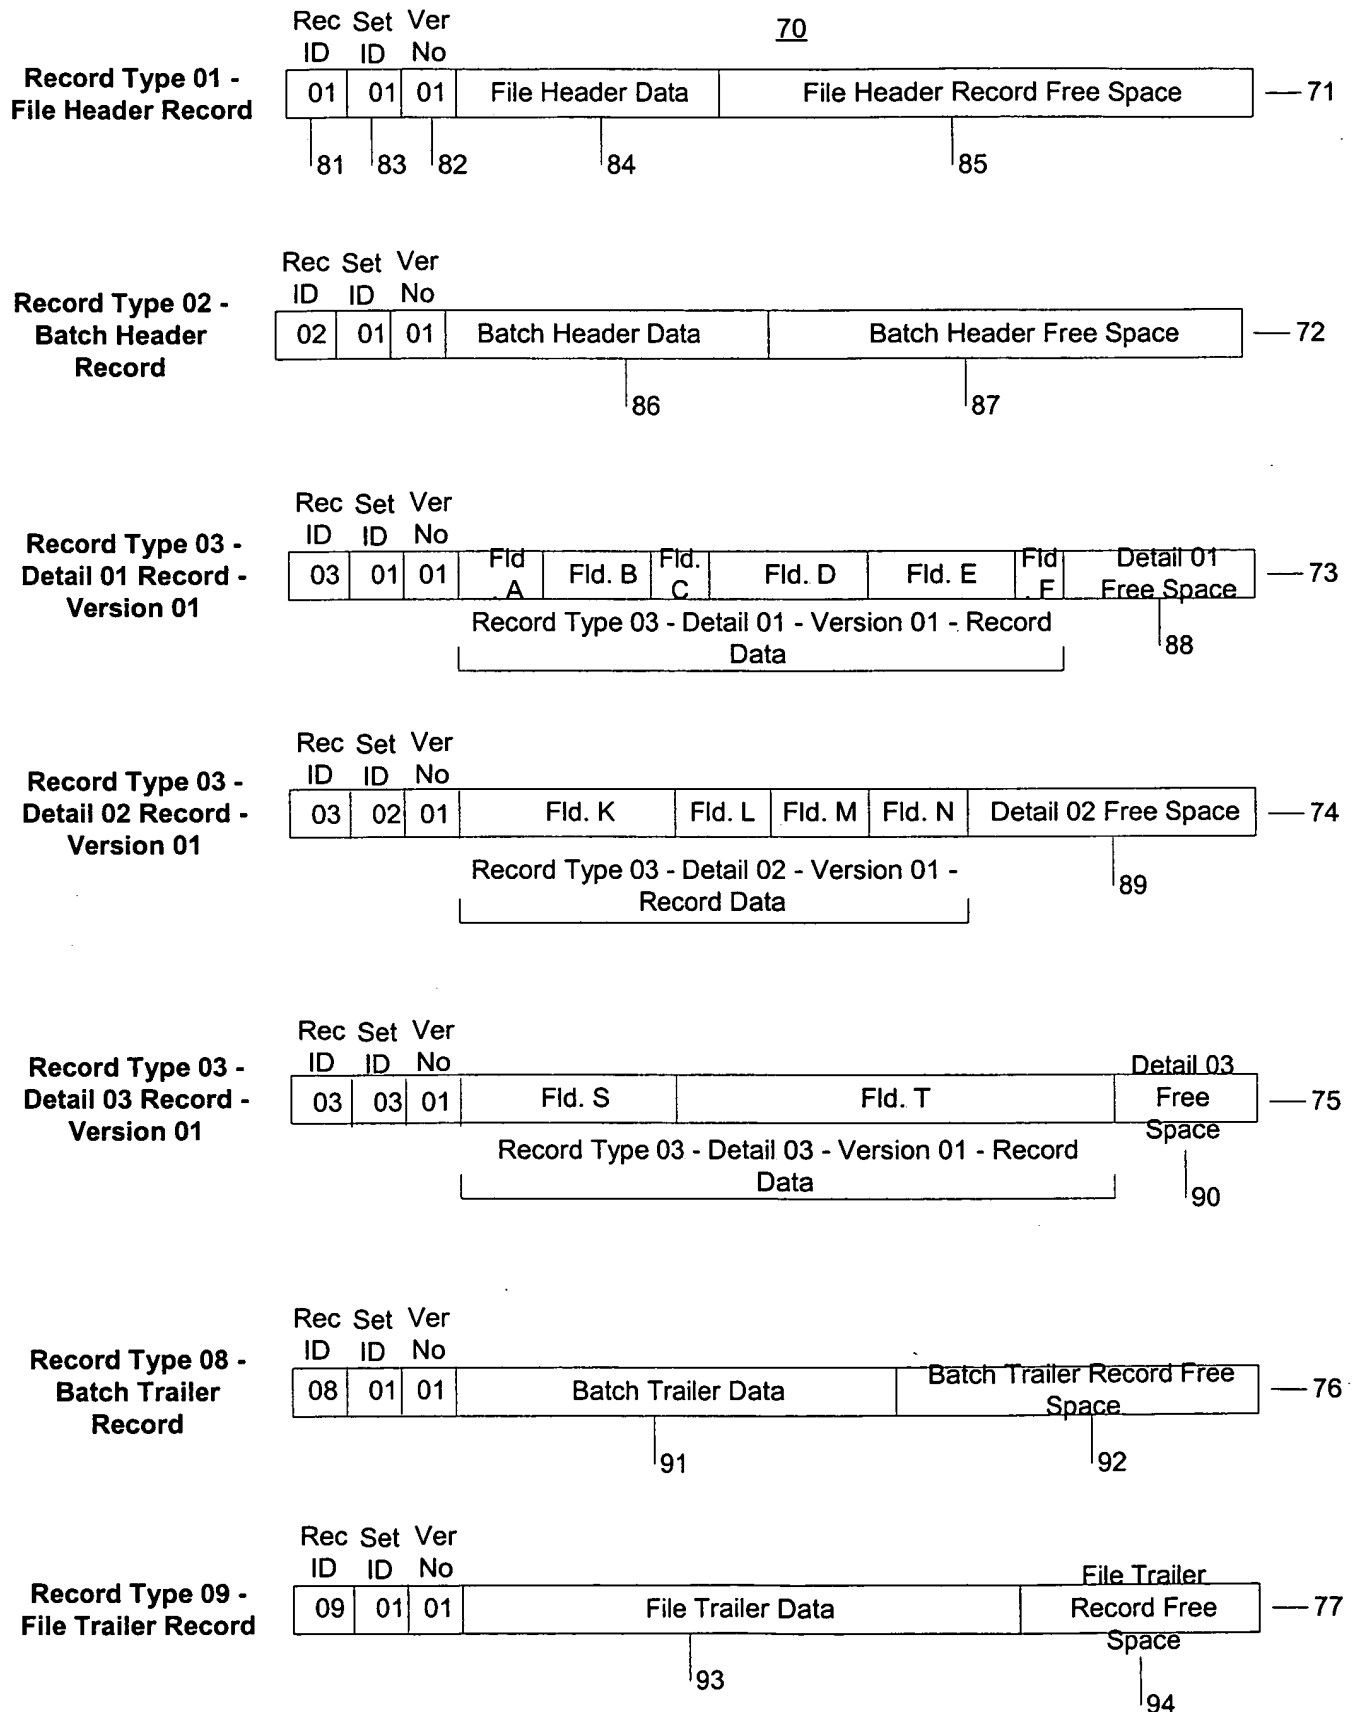 70
Rec Set Ver
ID ID No
Record Type 01 -
File Header Record
01 01 01 File Header Data File Header Record Free Space 71
81 83 82 84 85
Rec Set Ver
ID ID No
Record Type 02 -
Batch Header
Record
02 01 01 Batch Header Data Batch Header Free Space 72
86 87
Rec Set Ver
ID ID No
Record Type 03 -
Detail 01 Record -
Version 01
03 01 01 Fld. A Fld. B Fld. C Fld. D Fld. E Fld. F Detail 01 Free Space 73
88
Record Type 03 - Detail 01 - Version 01 - Record
Data
Rec Set Ver
ID ID No
Record Type 03 -
Detail 02 Record -
Version 01
03 02 01 Fld. K Fld. L Fld. M Fld. N Detail 02 Free Space 74
89
Record Type 03 - Detail 02 - Version 01 -
Record Data
Rec Set Ver
ID ID No
Record Type 03 -
Detail 03 Record -
Version 01
03 03 01 Fld. S Fld. T Detail 03 Free Space 75
90
Record Type 03 - Detail 03 - Version 01 - Record
Data
Rec Set Ver
ID ID No
Record Type 08 -
Batch Trailer
Record
08 01 01 Batch Trailer Data Batch Trailer Record Free Space 76
91 92
Rec Set Ver
ID ID No
Record Type 09 -
File Trailer Record
09 01 01 File Trailer Data File Trailer Record Free Space 77
93 94